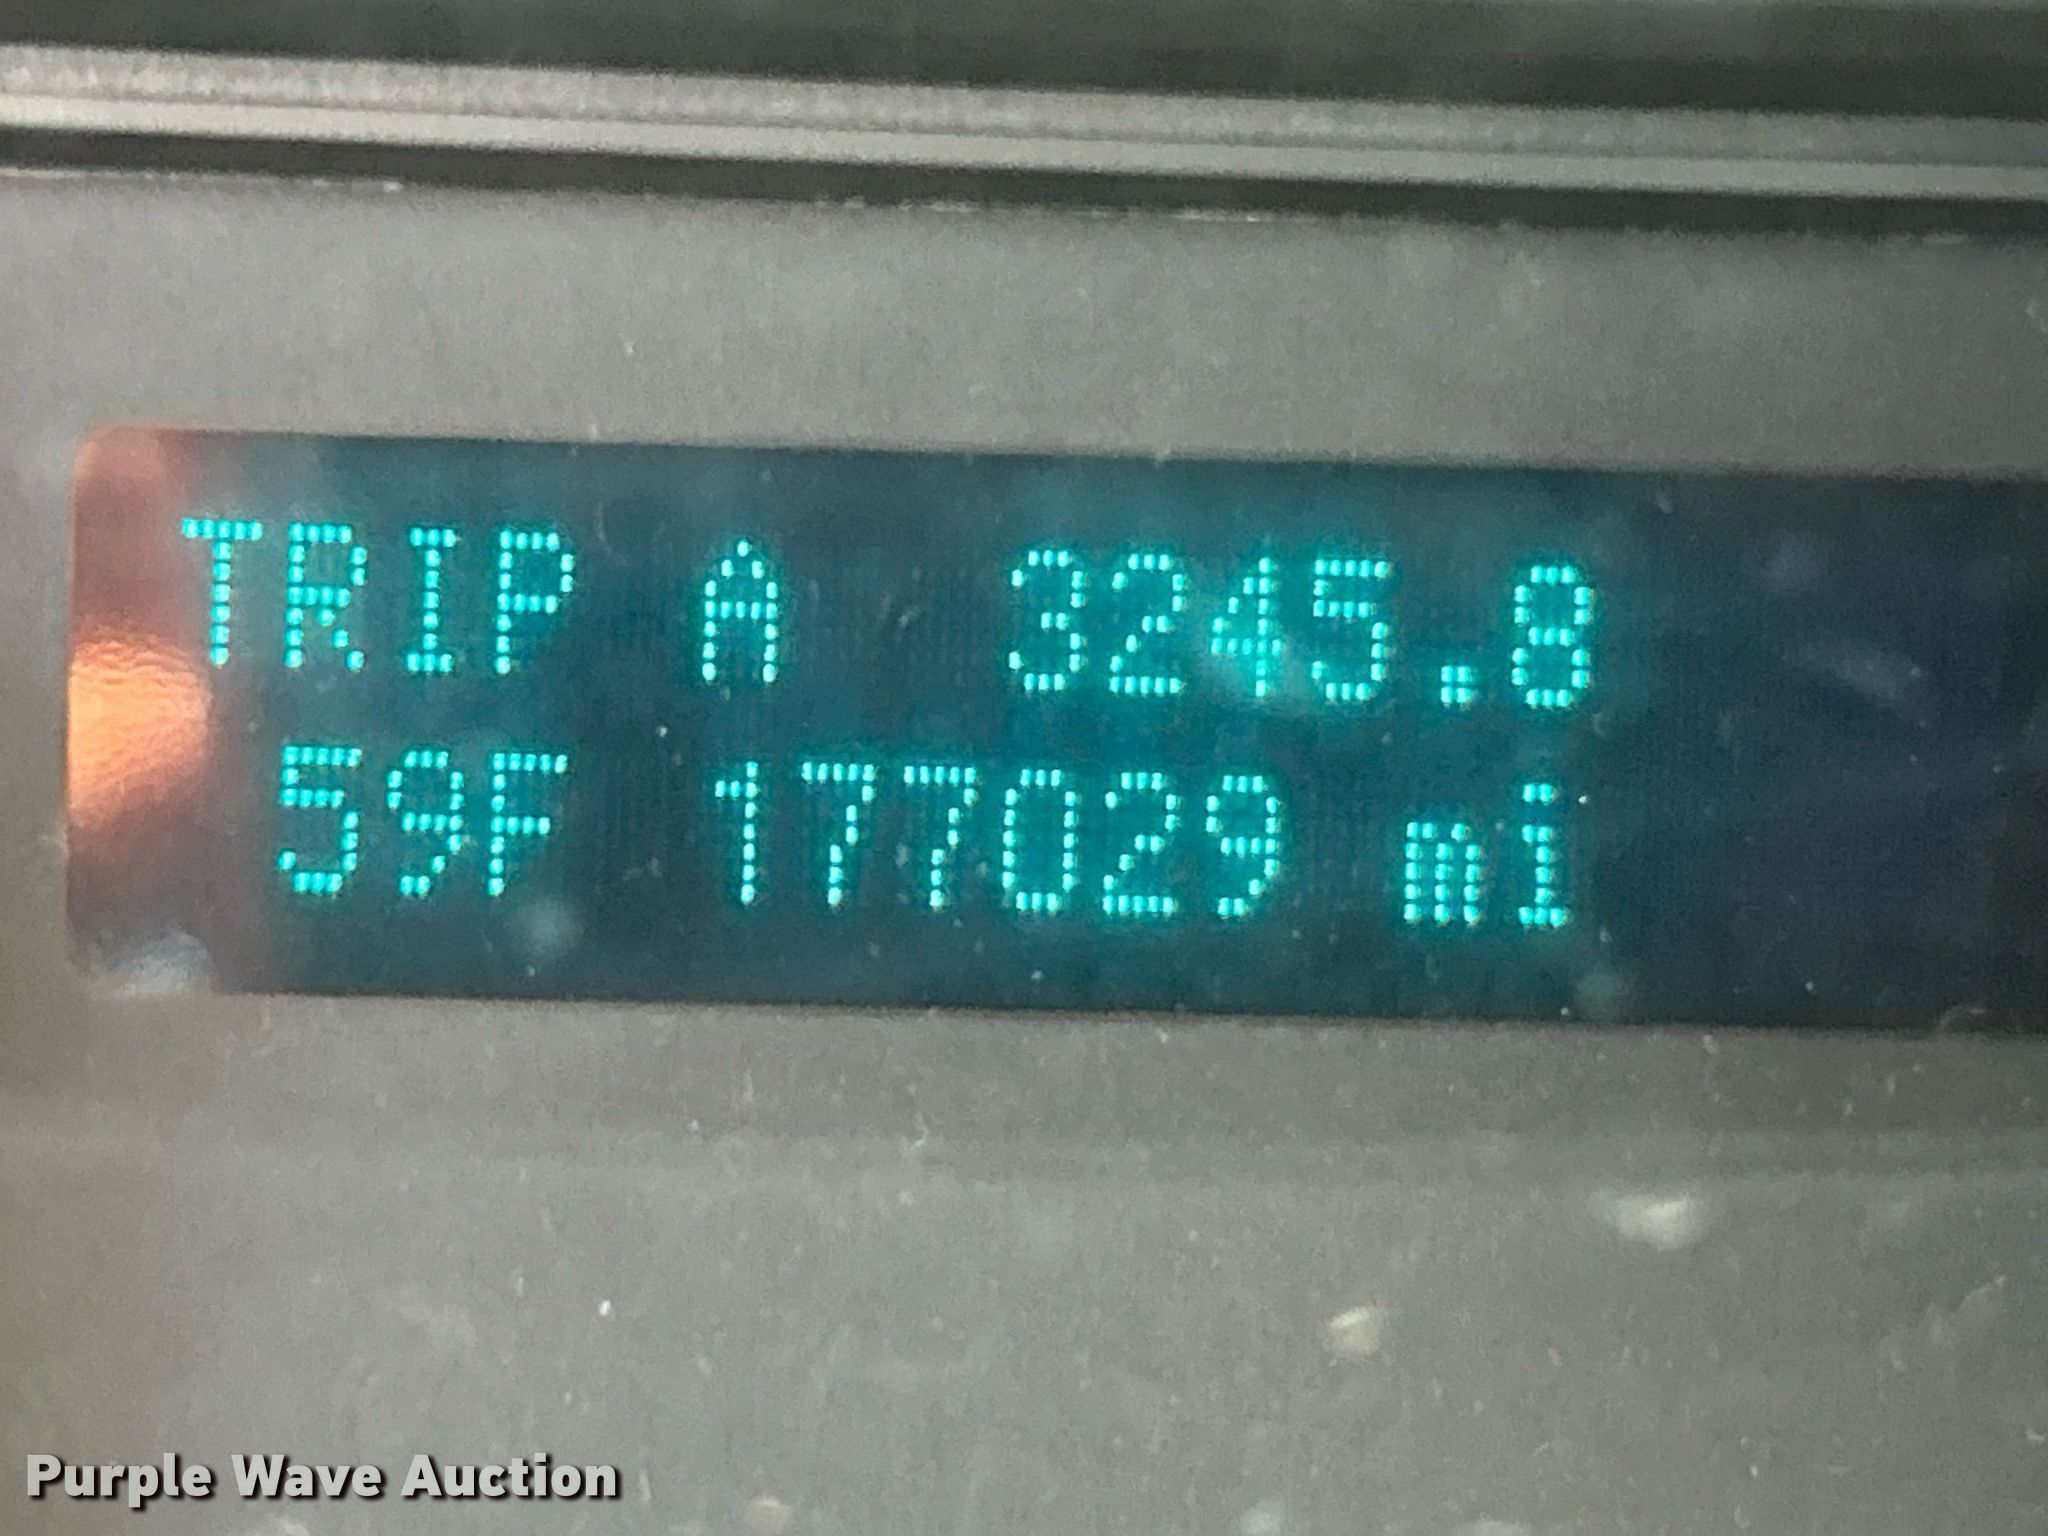 TRIP A 3245.8
59F 177029 mi
Purple Wave Auction